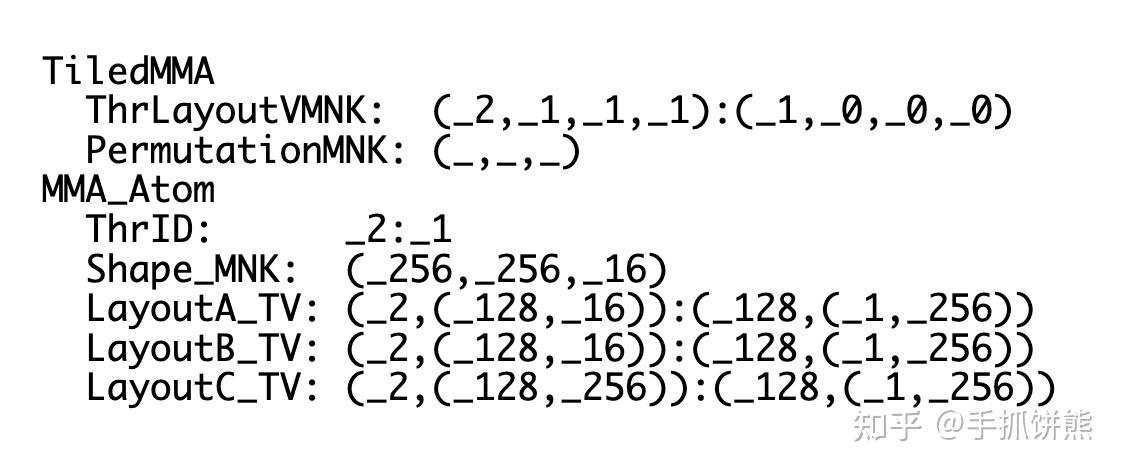 TiledMMA
ThrLayoutVMNK: (_2,_1,_1,_1):(_1,_0,_0,_0)
PermutationMNK: (_,_,_)
MMA_Atom
ThrID: _2:_1
Shape_MNK: (_256,_256,_16)
LayoutA_TV: (_2,(_128,_16)):(_128,(_1,_256))
LayoutB_TV: (_2,(_128,_16)):(_128,(_1,_256))
LayoutC_TV: (_2,(_128,_256)):(_128,(_1,_256))
知乎 @手抓饼熊